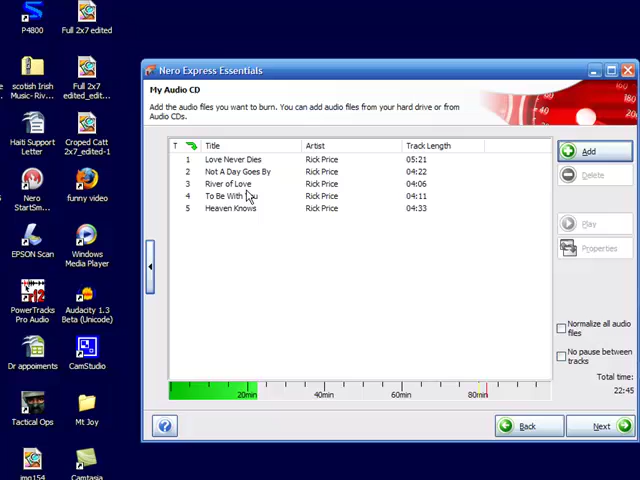 P4800
Full 2x7 edited
scotish Irish
Music- Riv...
Full 2x7
edited_edit...
Haiti Support
Letter
Croped Catt
2x7_edited-1
Nero
StartSm...
funny video
EPSON Scan
Windows
Media Player
PowerTracks
Pro Audio
Audacity 1.3
Beta (Unicode)
Dr appoiments
CamStudio
Tactical Ops
Mt Joy
img154
Camtasia
Nero Express Essentials
My Audio CD
Add the audio files you want to burn. You can add audio files from your hard drive or from
Audio CDs.
T Title Artist Track Length
1 Love Never Dies Rick Price 05:21
2 Not A Day Goes By Rick Price 04:22
3 River of Love Rick Price 04:06
4 To Be With You Rick Price 04:11
5 Heaven Knows Rick Price 04:33
Add
Delete
Play
Properties
Normalize all audio
files
No pause between
tracks
Total time:
22:45
20min 40min 60min 80min
Back Next